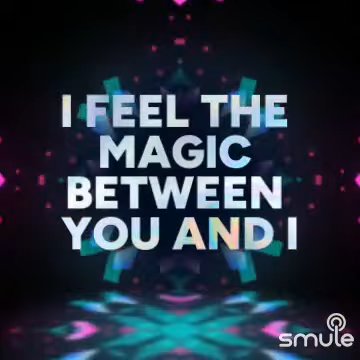 I FEEL THE
MAGIC
BETWEEN
YOU AND I
smule